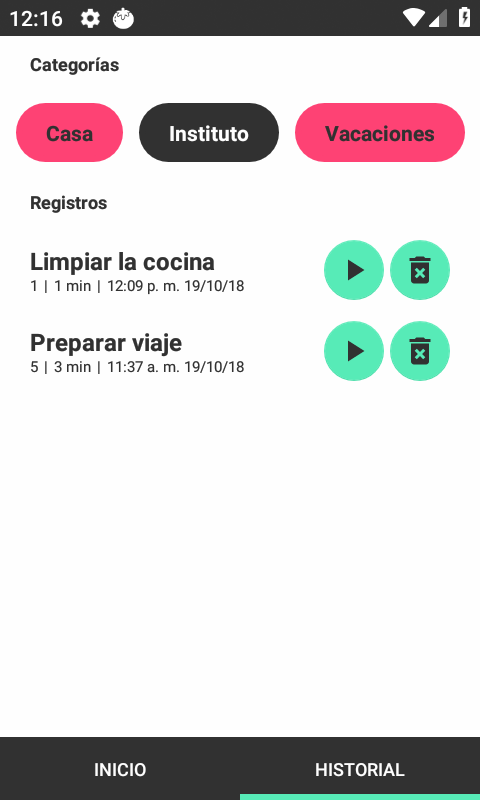 12:16
Categorías
Casa
Instituto
Vacaciones
Registros
Limpiar la cocina
1 | 1 min | 12:09 p. m. 19/10/18
Preparar viaje
5 | 3 min | 11:37 a. m. 19/10/18
INICIO
HISTORIAL